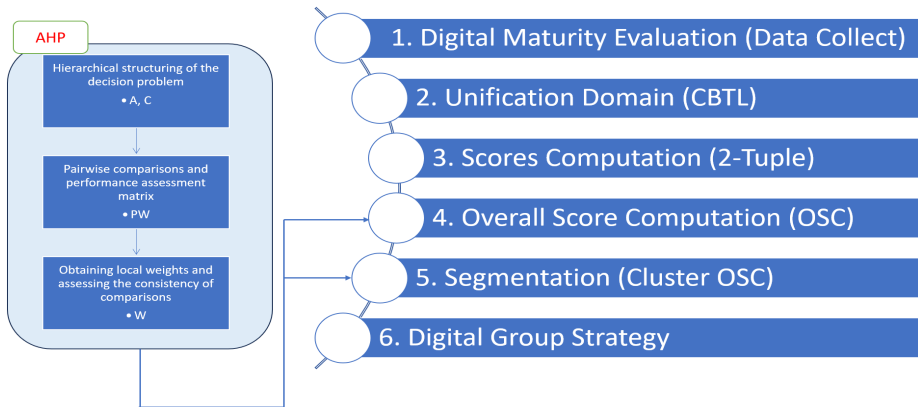 AHP
Hierarchical structuring of the
decision problem
• A, C
Pairwise comparisons and
performance assessment
matrix
• PW
Obtaining local weights and
assessing the consistency of
comparisons
• W
1. Digital Maturity Evaluation (Data Collect)
2. Unification Domain (CBTL)
3. Scores Computation (2-Tuple)
4. Overall Score Computation (OSC)
5. Segmentation (Cluster OSC)
6. Digital Group Strategy